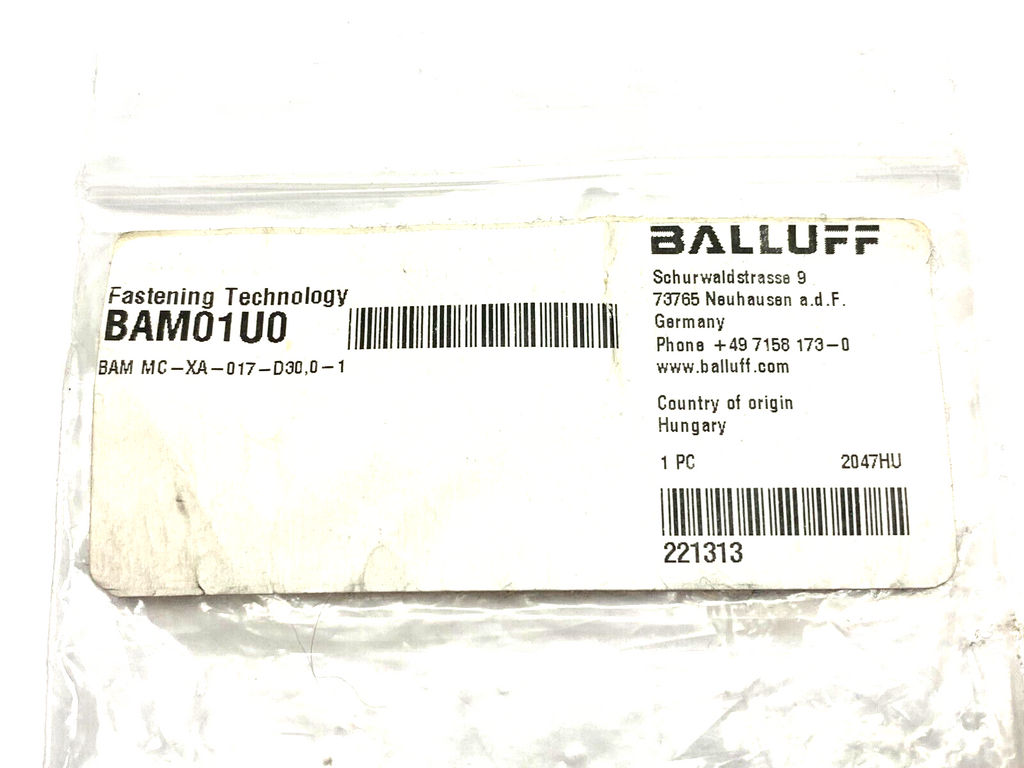 Fastening Technology
BAM01U0
BAM MC-XA-017-D30,0-1
BALLUFF
Schurwaldstrasse 9
73765 Neuhausen a.d.F.
Germany
Phone +49 7158 173-0
www.balluff.com
Country of origin
Hungary
1 PC 2047HU
221313